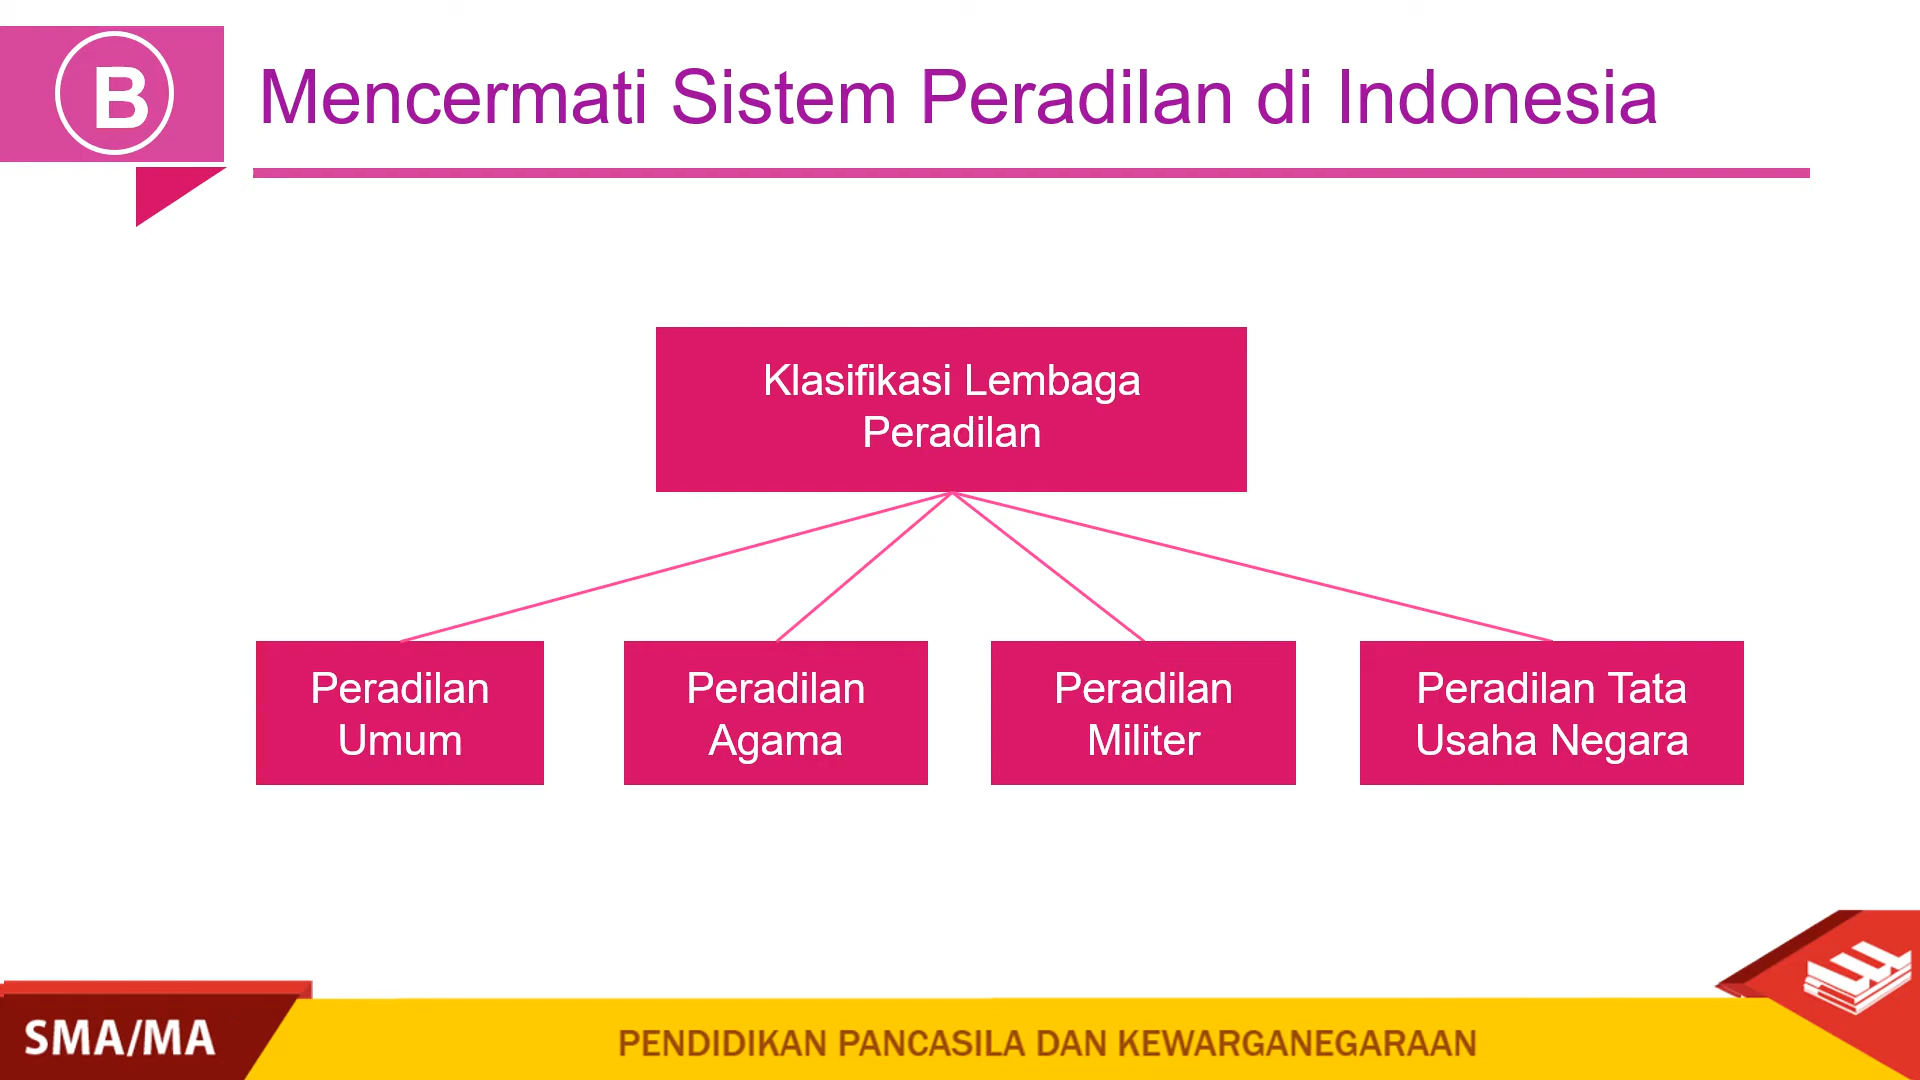 B
Mencermati Sistem Peradilan di Indonesia
Klasifikasi Lembaga
Peradilan
Peradilan
Umum
Peradilan
Agama
Peradilan
Militer
Peradilan Tata
Usaha Negara
SMA/MA
PENDIDIKAN PANCASILA DAN KEWARGANEGARAAN